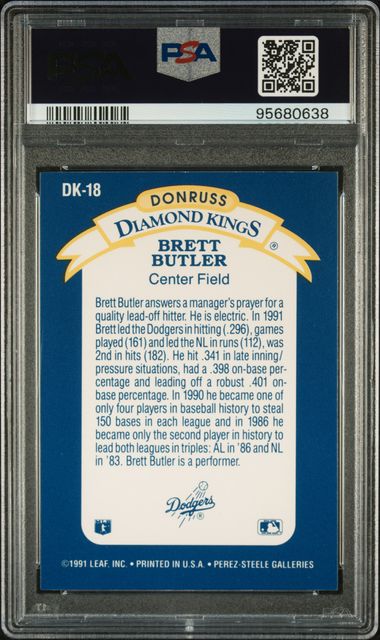 PSA
PSA
95680638
DK-18
DONRUSS
DIAMOND KINGS ®
BRETT
BUTLER
Center Field
Brett Butler answers a manager's prayer for a
quality lead-off hitter. He is electric. In 1991
Brett led the Dodgers in hitting (.296), games
played (161) and led the NL in runs (112), was
2nd in hits (182). He hit .341 in late inning/
pressure situations, had a .398 on-base per-
centage and leading off a robust .401 on-
base percentage. In 1990 he became one of
only four players in baseball history to steal
150 bases in each league and in 1986 he
became only the second player in history to
lead both leagues in triples: AL in '86 and NL
in '83. Brett Butler is a performer.
Dodgers ®
©1991 LEAF, INC. • PRINTED IN U.S.A. • PEREZ-STEELE GALLERIES
PSA